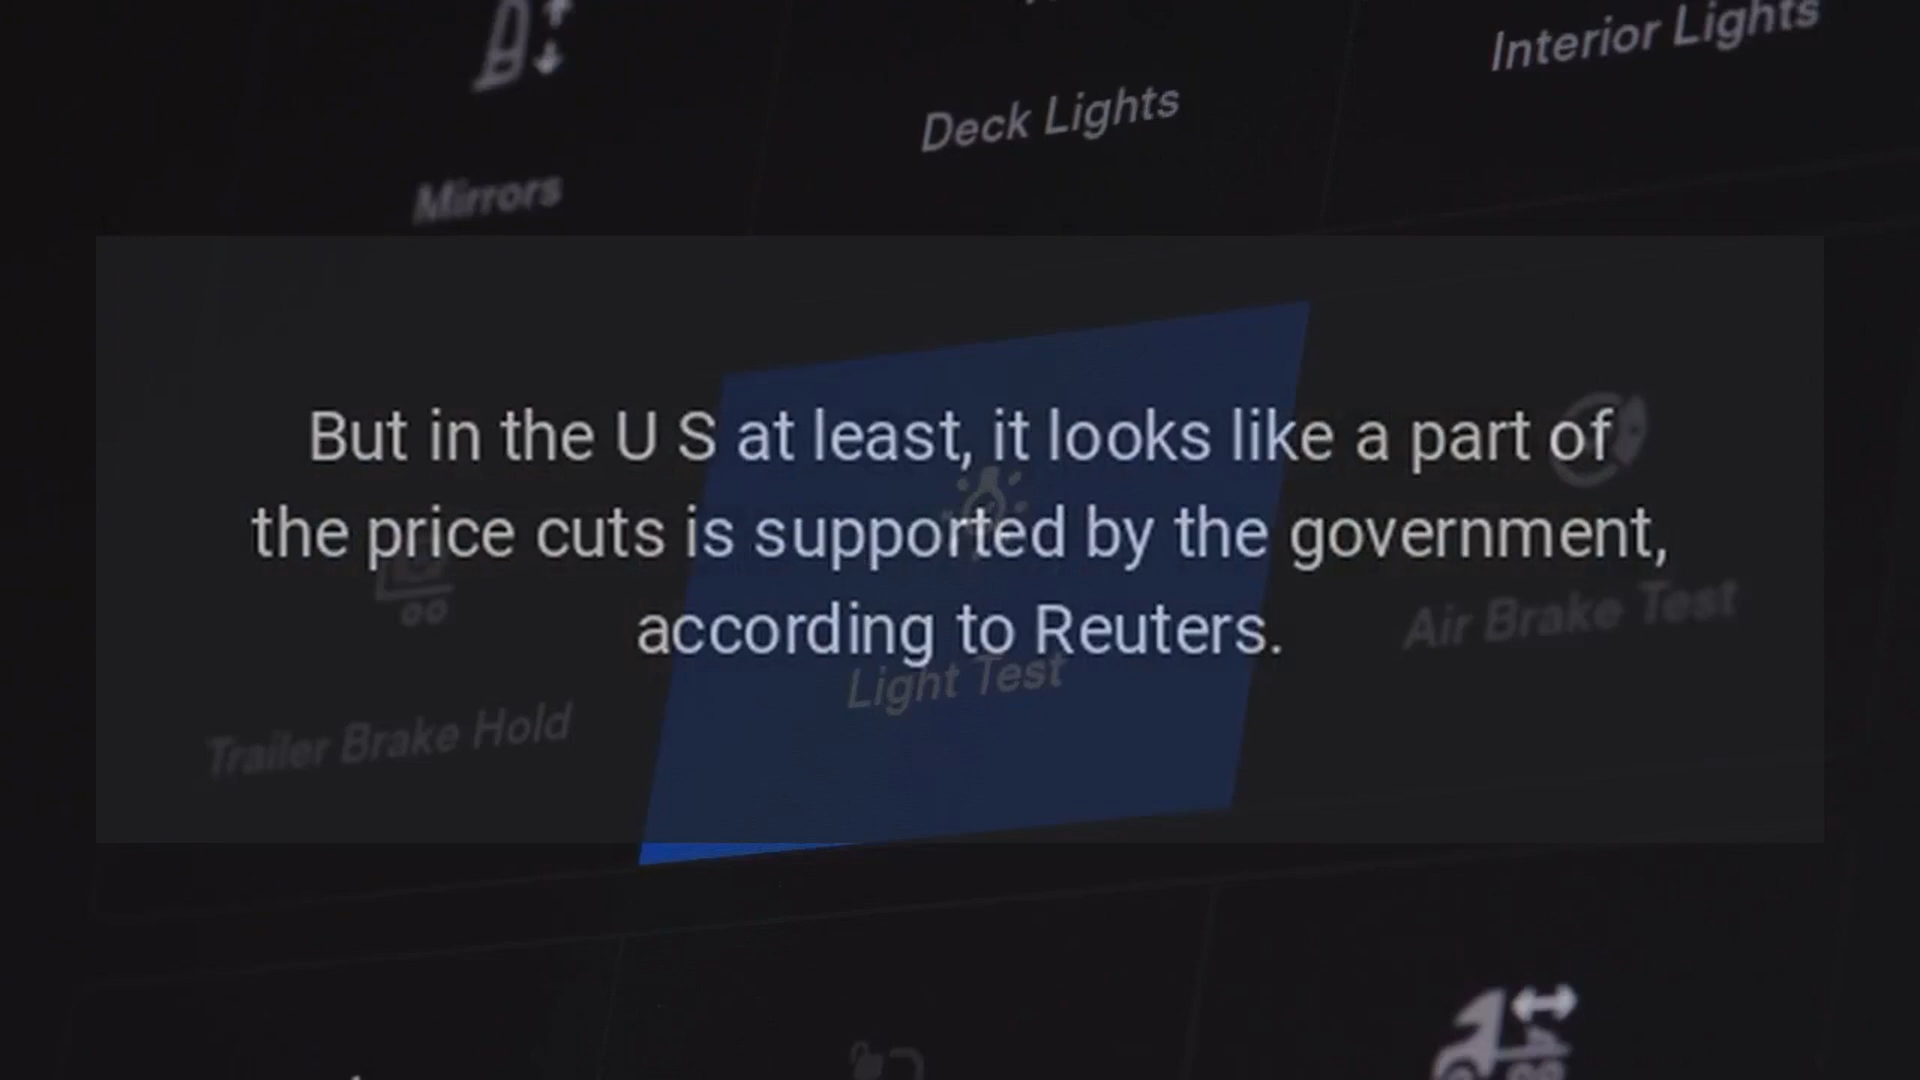 Interior Lights
Deck Lights
Mirrors
But in the U S at least, it looks like a part of
the price cuts is supported by the government,
according to Reuters.
Air Brake Test
Light Test
Trailer Brake Hold